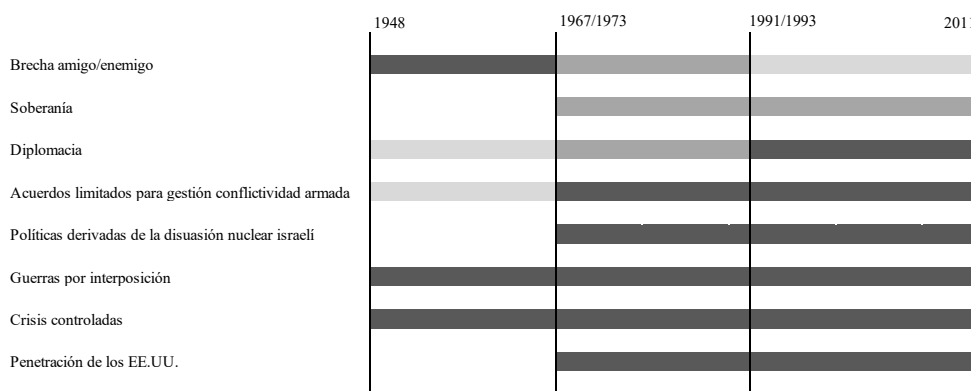 1948 1967/1973 1991/1993 2011
Brecha amigo/enemigo
Soberanía
Diplomacia
Acuerdos limitados para gestión conflictividad armada
Políticas derivadas de la disuasión nuclear israelí
Guerras por interposición
Crisis controladas
Penetración de los EE.UU.